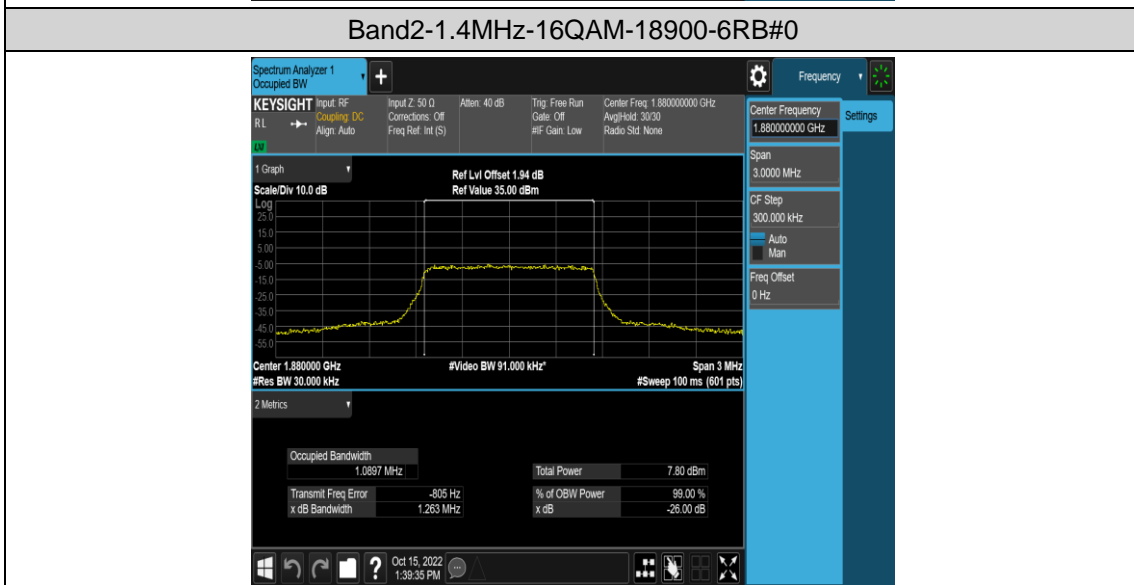 Band2-1.4MHz-16QAM-18900-6RB#0
Spectrum Analyzer 1
Occupied BW
Frequency
KEYSIGHT
RL
Input: RF
Coupling: DC
Align: Auto
Input Z: 50 Ω
Corrections: Off
Freq Ref: Int (S)
Atten: 40 dB
Trig: Free Run
Gate: Off
#IF Gain: Low
Center Freq: 1.880000000 GHz
Avg|Hold: 30/30
Radio Std: None
Center Frequency
1.880000000 GHz
Settings
Span
3.0000 MHz
CF Step
300.000 kHz
Auto
Man
Freq Offset
0 Hz
1 Graph
Scale/Div 10.0 dB
Ref Lvl Offset 1.94 dB
Ref Value 35.00 dBm
Log
25.0
15.0
5.00
-5.00
-15.0
-25.0
-35.0
-45.0
-55.0
Center 1.880000 GHz
#Res BW 30.000 kHz
#Video BW 91.000 kHz*
Span 3 MHz
#Sweep 100 ms (601 pts)
2 Metrics
Occupied Bandwidth
1.0897 MHz
Total Power 7.80 dBm
Transmit Freq Error -805 Hz
% of OBW Power 99.00 %
x dB Bandwidth 1.263 MHz
x dB -26.00 dB
Oct 15, 2022
1:39:35 PM